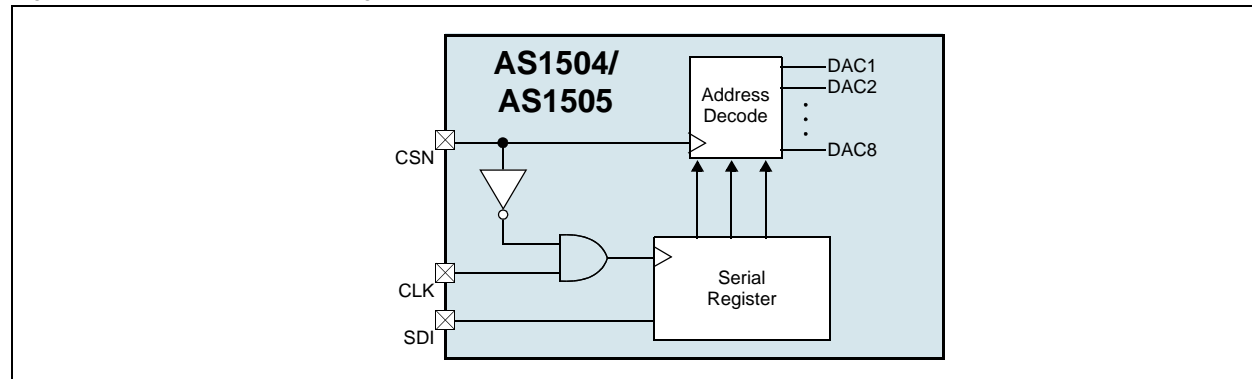 AS1504/
AS1505
Address
Decode
DAC1
DAC2
DAC8
CSN
CLK
SDI
Serial
Register